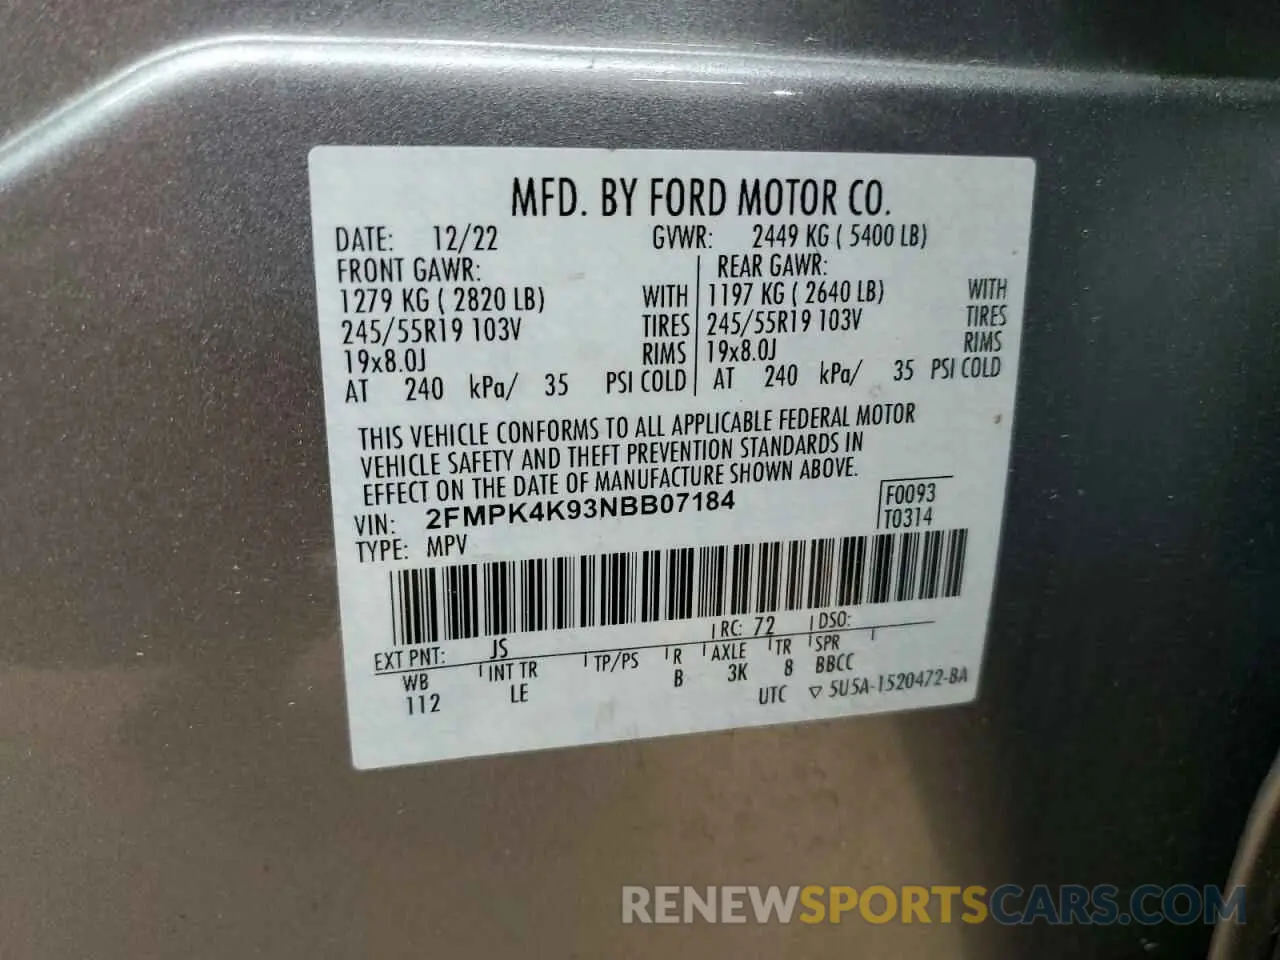 MFD. BY FORD MOTOR CO.
DATE: 12/22 GVWR: 2449 KG ( 5400 LB)
FRONT GAWR: REAR GAWR:
1279 KG ( 2820 LB) WITH 1197 KG ( 2640 LB) WITH
245/55R19 103V TIRES 245/55R19 103V TIRES
19x8.0J RIMS 19x8.0J RIMS
AT 240 kPa/ 35 PSI COLD AT 240 kPa/ 35 PSI COLD
THIS VEHICLE CONFORMS TO ALL APPLICABLE FEDERAL MOTOR
VEHICLE SAFETY AND THEFT PREVENTION STANDARDS IN
EFFECT ON THE DATE OF MANUFACTURE SHOWN ABOVE.
VIN: 2FMPK4K93NBB07184 F0093
TYPE: MPV T0314
EXT PNT: JS RC: 72 DSO:
WB INT TR TP/PS R AXLE TR SPR
112 LE B 3K 8 BBCC
UTC ▽ 5U5A-1520472-BA
RENEWSPORTSCARS.COM